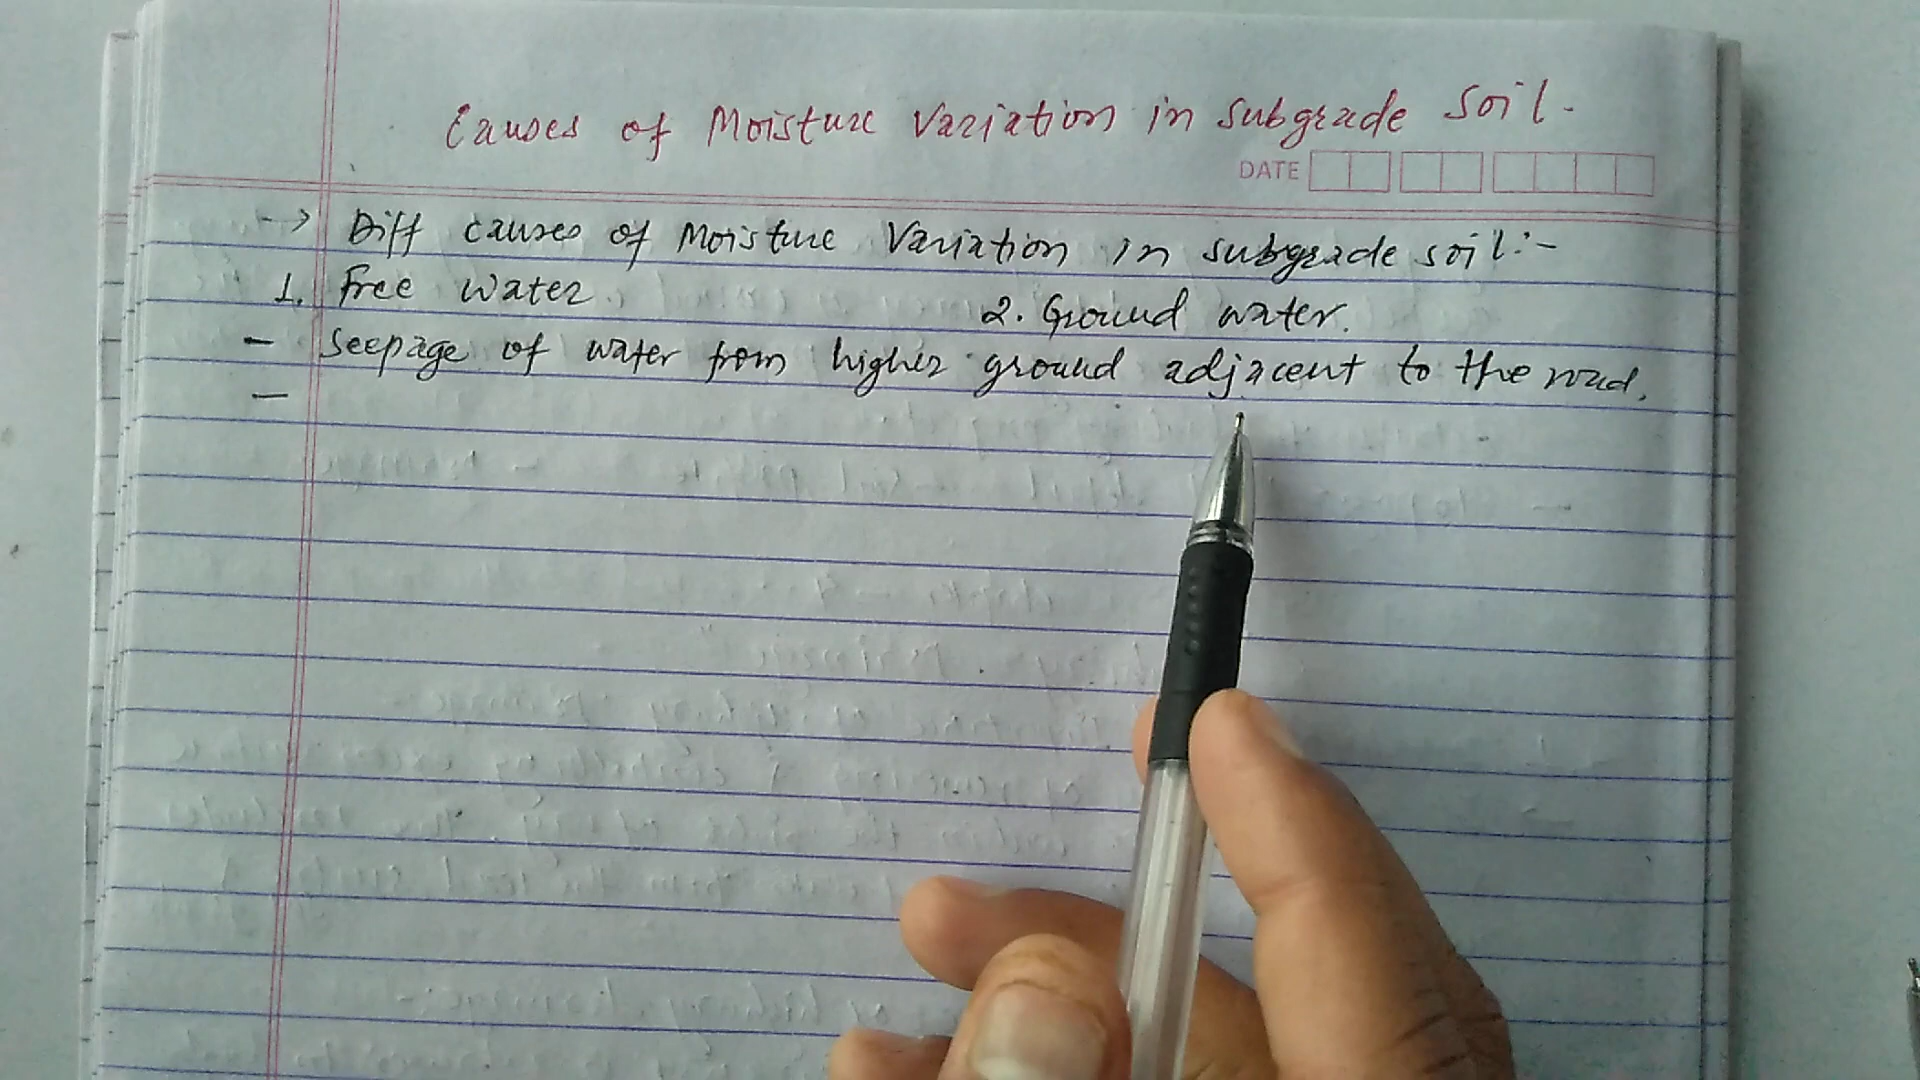 Causes of Moisture Variation in Subgrade Soil-
DATE
-> Diff causes of Moisture Variation in subgrade soil:-
1. Free water.
2. Ground water.
- Seepage of water from higher ground adjacent to the road.
-